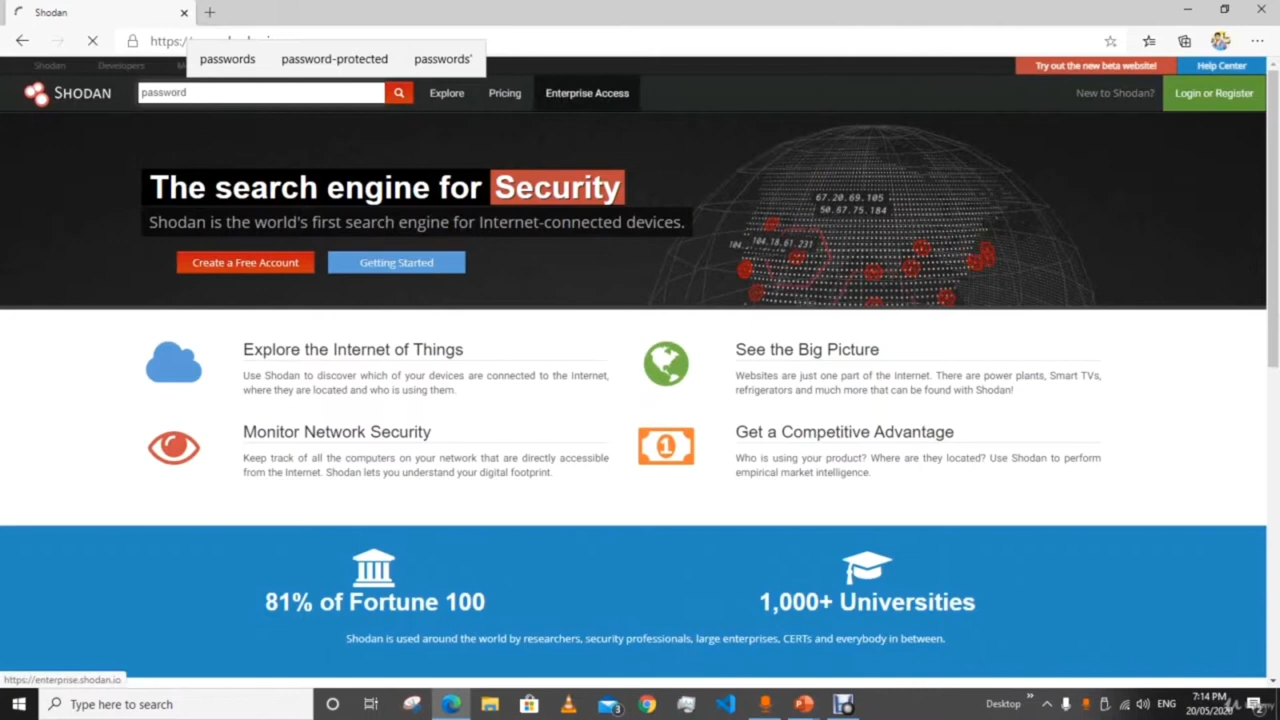 Shodan
https://
passwords password-protected passwords'
Shodan Developers
Try out the new beta website! Help Center
SHODAN password Explore Pricing Enterprise Access New to Shodan? Login or Register
The search engine for Security
Shodan is the world's first search engine for Internet-connected devices.
Create a Free Account Getting Started
67.20.69.105
50.67.75.184
104... 104.18.61.231
Explore the Internet of Things
Use Shodan to discover which of your devices are connected to the Internet,
where they are located and who is using them.
See the Big Picture
Websites are just one part of the Internet. There are power plants, Smart TVs,
refrigerators and much more that can be found with Shodan!
Monitor Network Security
Keep track of all the computers on your network that are directly accessible
from the Internet. Shodan lets you understand your digital footprint.
1
Get a Competitive Advantage
Who is using your product? Where are they located? Use Shodan to perform
empirical market intelligence.
81% of Fortune 100
1,000+ Universities
Shodan is used around the world by researchers, security professionals, large enterprises, CERTs and everybody in between.
https://enterprise.shodan.io
Type here to search
3
Desktop
ENG
7:14 PM